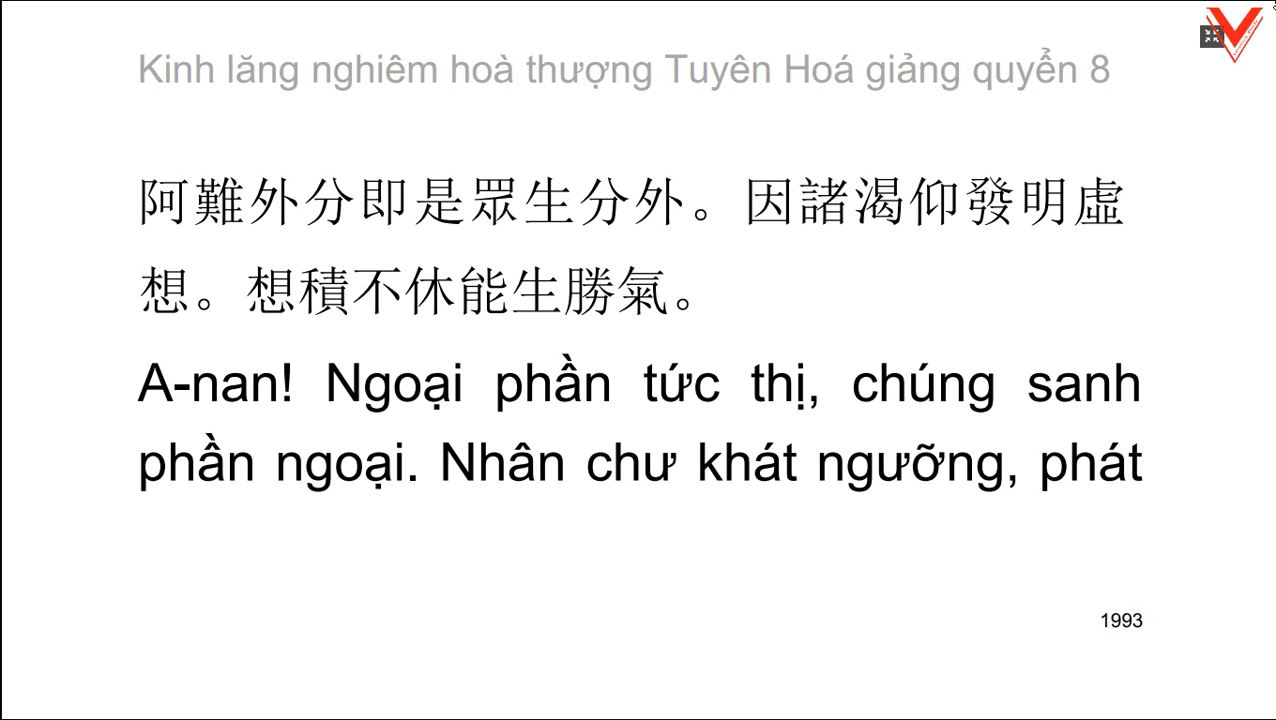 Kinh lăng nghiêm hoà thượng Tuyên Hoá giảng quyển 8
阿難外分即是眾生分外。因諸渴仰發明虛
想。想積不休能生勝氣。
A-nan! Ngoại phần tức thị, chúng sanh
phần ngoại. Nhân chư khát ngưỡng, phát
1993